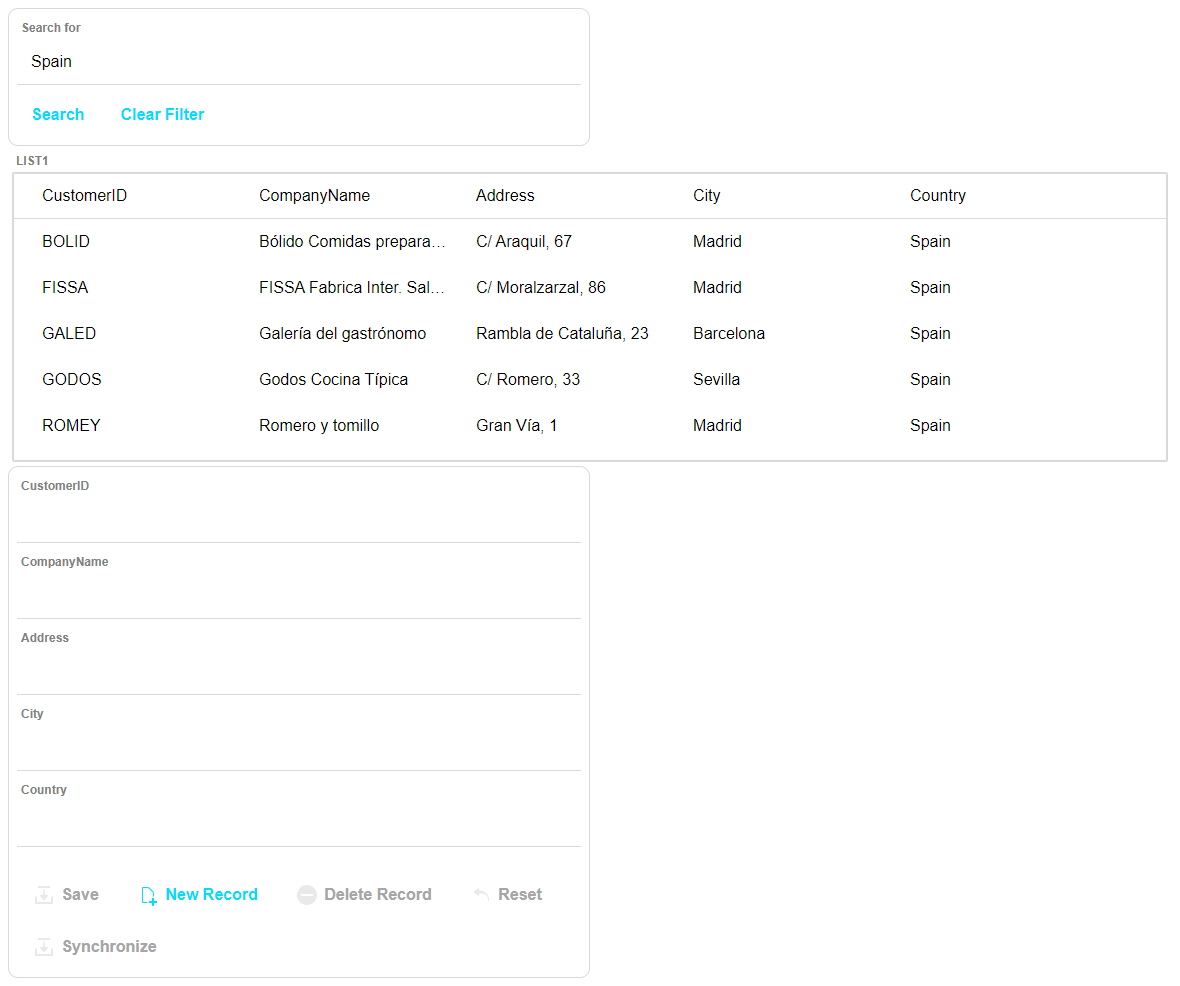 Search for
Spain
Search Clear Filter
LIST1
CustomerID CompanyName Address City Country
BOLID Bólido Comidas prepara… C/ Araquil, 67 Madrid Spain
FISSA FISSA Fabrica Inter. Sal… C/ Moralzarzal, 86 Madrid Spain
GALED Galería del gastrónomo Rambla de Cataluña, 23 Barcelona Spain
GODOS Godos Cocina Típica C/ Romero, 33 Sevilla Spain
ROMEY Romero y tomillo Gran Vía, 1 Madrid Spain
CustomerID
CompanyName
Address
City
Country
Save New Record Delete Record Reset
Synchronize